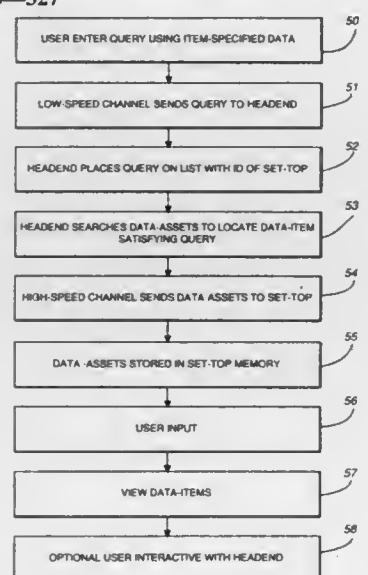 50
USER ENTER QUERY USING ITEM-SPECIFIED DATA
51
LOW-SPEED CHANNEL SENDS QUERY TO HEADEND
52
HEADEND PLACES QUERY ON LIST WITH ID OF SET-TOP
53
HEADEND SEARCHES DATA-ASSETS TO LOCATE DATA-ITEM
SATISFYING QUERY
54
HIGH-SPEED CHANNEL SENDS DATA ASSETS TO SET-TOP
55
DATA -ASSETS STORED IN SET-TOP MEMORY
56
USER INPUT
57
VIEW DATA-ITEMS
58
OPTIONAL USER INTERACTIVE WITH HEADEND